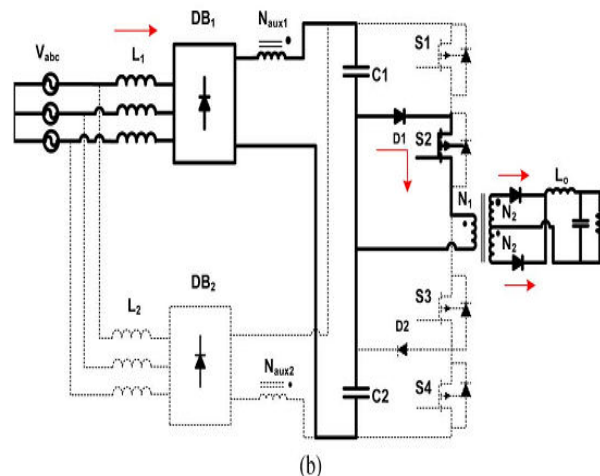 DB₁
Nₐᵤₓ₁
Vₐbc
L₁
S1
C1
D1
S2
N₁
N₂
Lₒ
N₂
L₂
DB₂
S3
D2
Nₐᵤₓ₂
C2
S4
(b)